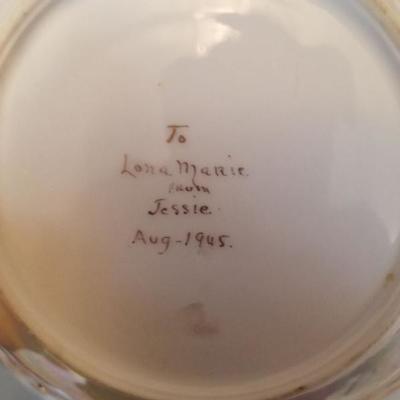 To
Lona Marie.
from
Jessie.
Aug-1945.